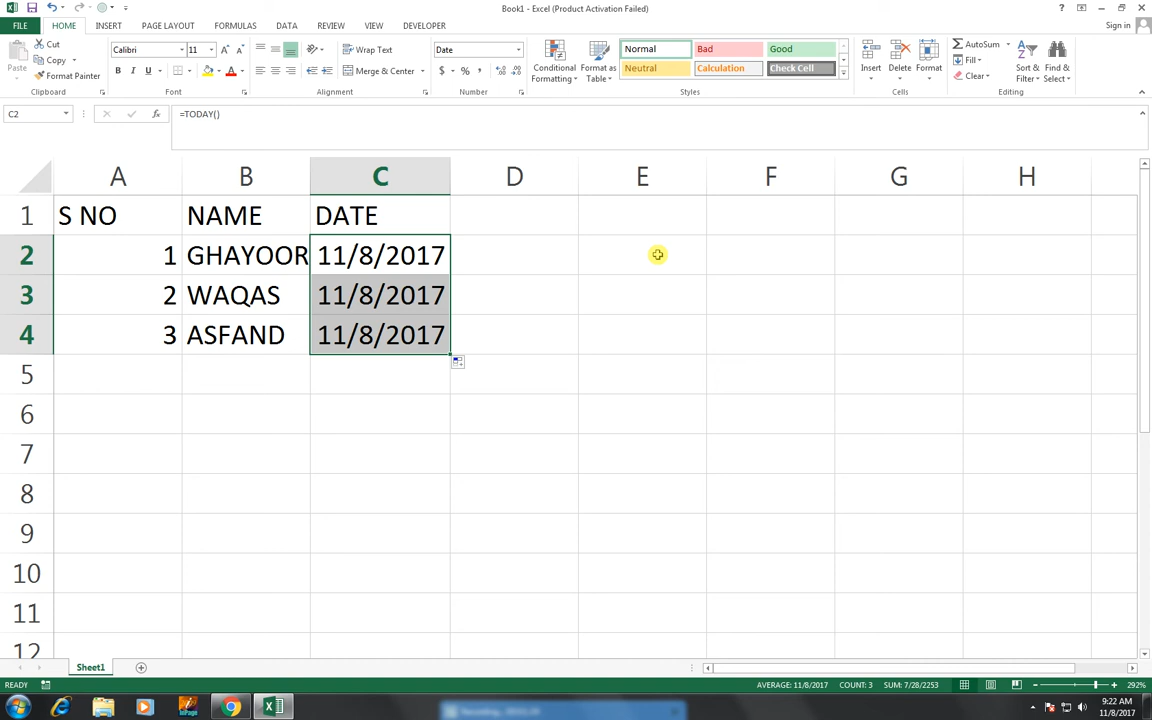 Book1 - Excel (Product Activation Failed)
Sign in
FILE HOME INSERT PAGE LAYOUT FORMULAS DATA REVIEW VIEW DEVELOPER
Paste
Cut
Copy
Format Painter
Clipboard
Calibri 11
B I U
Font
Wrap Text
Merge & Center
Alignment
Date
$ % ,
Number
Conditional Formatting
Format as Table
Normal Bad Good
Neutral Calculation Check Cell
Styles
Insert Delete Format
Cells
AutoSum
Fill
Clear
Sort & Filter
Find & Select
Editing
C2 fx =TODAY()
A B C D E F G H
1 S NO NAME DATE
2 1 GHAYOOR 11/8/2017
3 2 WAQAS 11/8/2017
4 3 ASFAND 11/8/2017
5
6
7
8
9
10
11
12
Sheet1
READY AVERAGE: 11/8/2017 COUNT: 3 SUM: 7/28/2253 292%
9:22 AM
11/8/2017